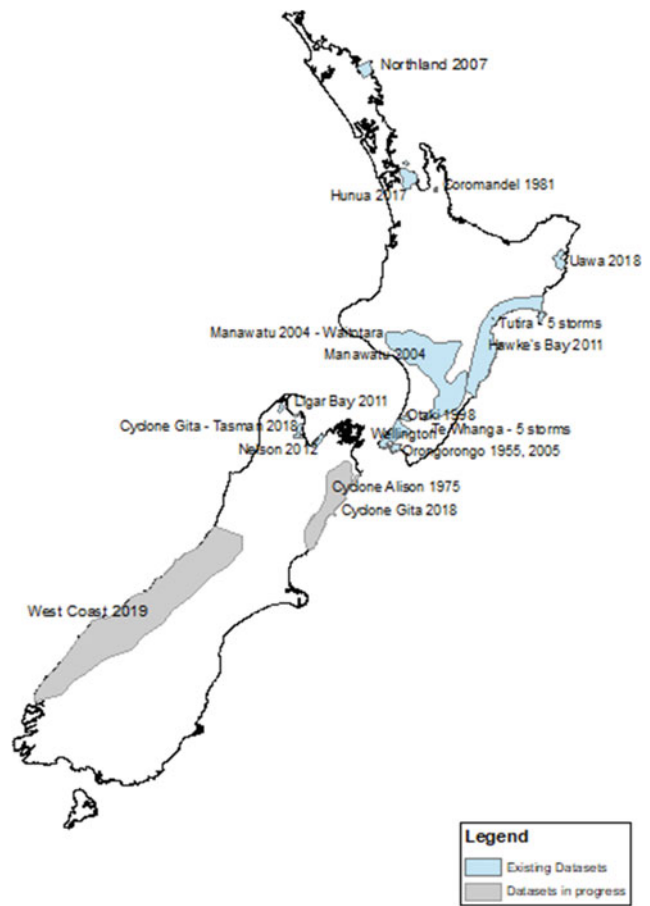 Northland 2007
Coromandel 1981
Hunua 2017
Uawa 2018
Tutira - 5 storms
Manawatu 2004 - Waitotara
Hawke's Bay 2011
Manawatu 2004
Ligar Bay 2011
Otaki 1998
Cyclone Gita - Tasman 2018
Te Whanga - 5 storms
Wellington
Nelson 2012
Orongorongo 1955, 2005
Cyclone Alison 1975
Cyclone Gita 2018
West Coast 2019
Legend
Existing Datasets
Datasets in progress